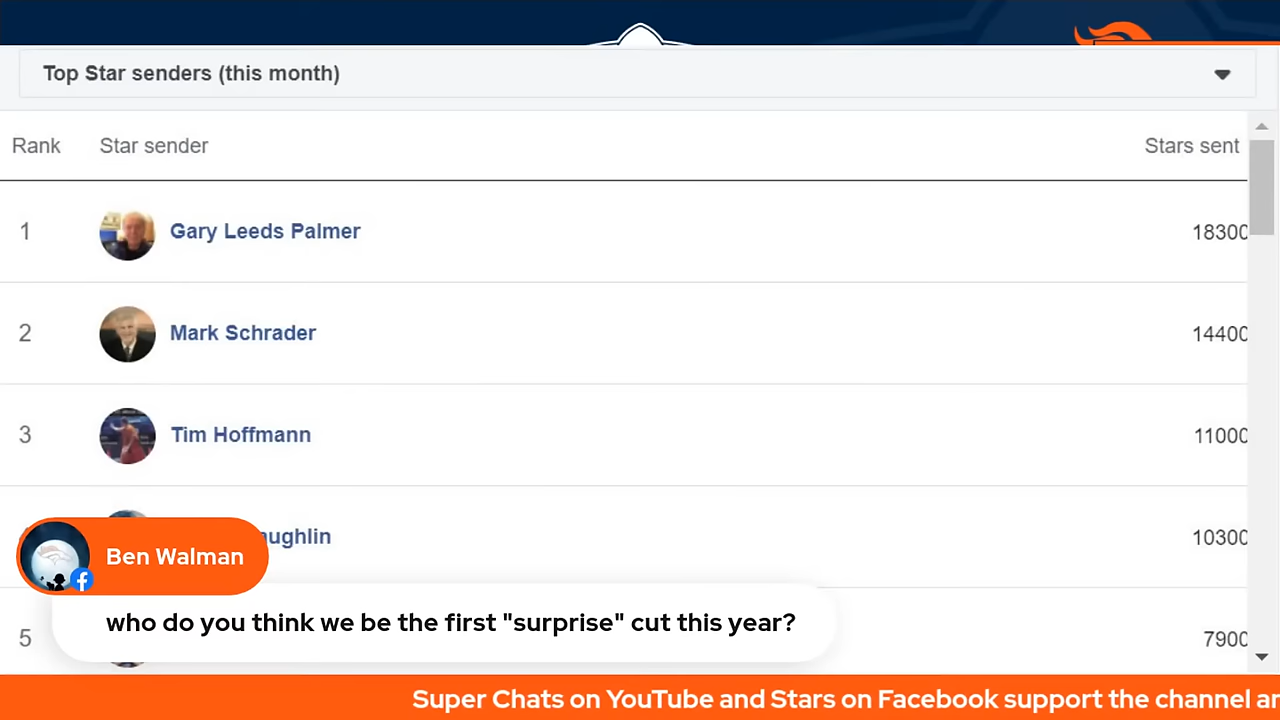 Top Star senders (this month)
Rank Star sender Stars sent
1 Gary Leeds Palmer 18300
2 Mark Schrader 14400
3 Tim Hoffmann 11000
10300
Ben Walman
who do you think we be the first "surprise" cut this year?
5 7900
Super Chats on YouTube and Stars on Facebook support the channel